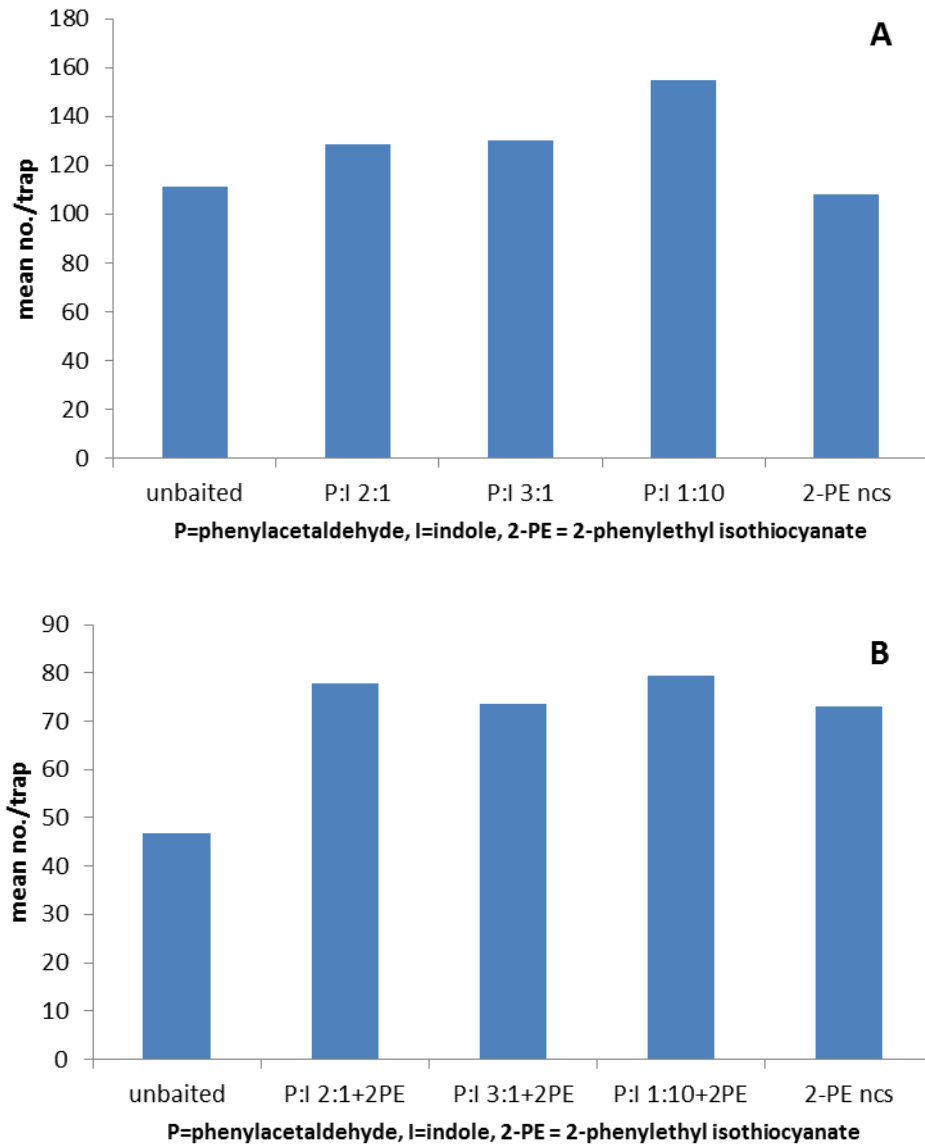 A
mean no./trap
180
160
140
120
100
80
60
40
20
0
unbaited P:I 2:1 P:I 3:1 P:I 1:10 2-PE ncs
P=phenylacetaldehyde, I=indole, 2-PE = 2-phenylethyl isothiocyanate
B
mean no./trap
90
80
70
60
50
40
30
20
10
0
unbaited P:I 2:1+2PE P:I 3:1+2PE P:I 1:10+2PE 2-PE ncs
P=phenylacetaldehyde, I=indole, 2-PE = 2-phenylethyl isothiocyanate